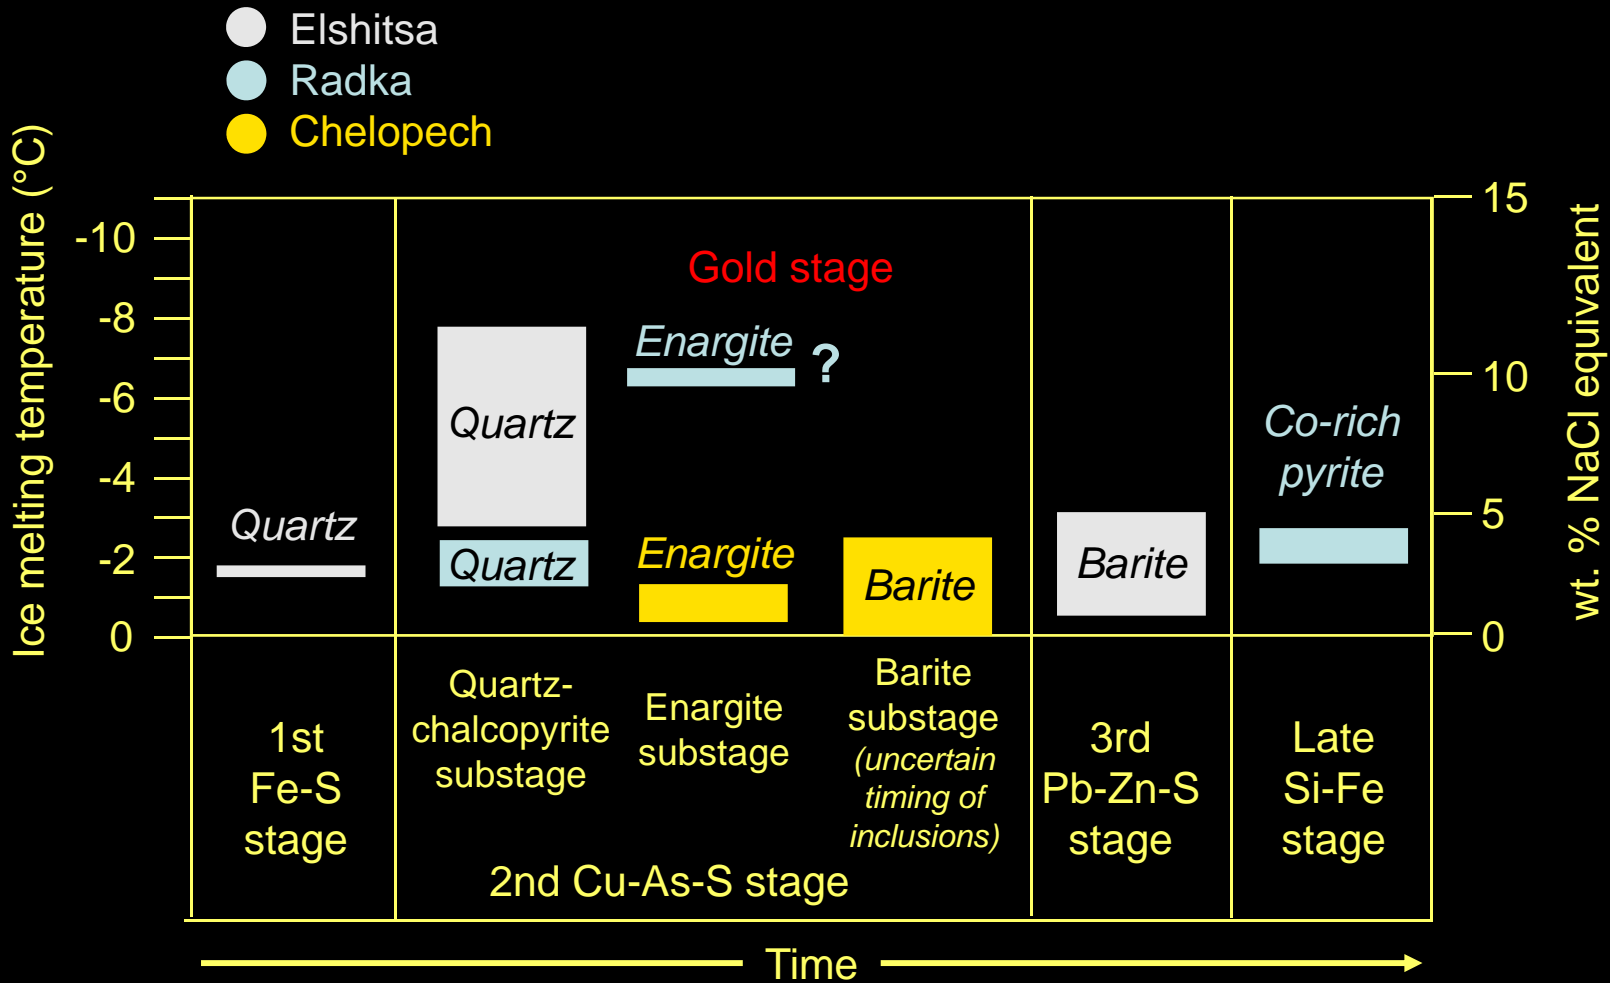 Elshitsa
Radka
Chelopech
Ice melting temperature (°C)
-10
-8
-6
-4
-2
0
15
10
5
0
wt. % NaCl equivalent
Gold stage
Quartz
Quartz
Quartz
Enargite ?
Enargite
Barite
Barite
Co-rich
pyrite
1st
Fe-S
stage
Quartz-
chalcopyrite
substage
Enargite
substage
Barite
substage
(uncertain
timing of
inclusions)
2nd Cu-As-S stage
3rd
Pb-Zn-S
stage
Late
Si-Fe
stage
Time